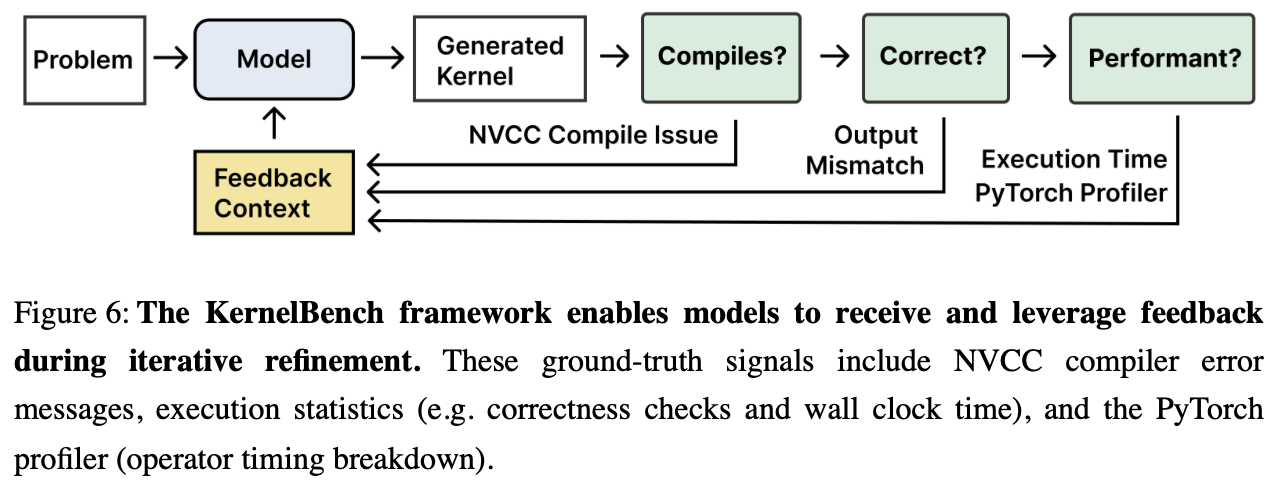 Problem
Model
Generated
Kernel
Compiles?
Correct?
Performant?
NVCC Compile Issue
Output
Mismatch
Execution Time
PyTorch Profiler
Feedback
Context
Figure 6: The KernelBench framework enables models to receive and leverage feedback
during iterative refinement. These ground-truth signals include NVCC compiler error
messages, execution statistics (e.g. correctness checks and wall clock time), and the PyTorch
profiler (operator timing breakdown).